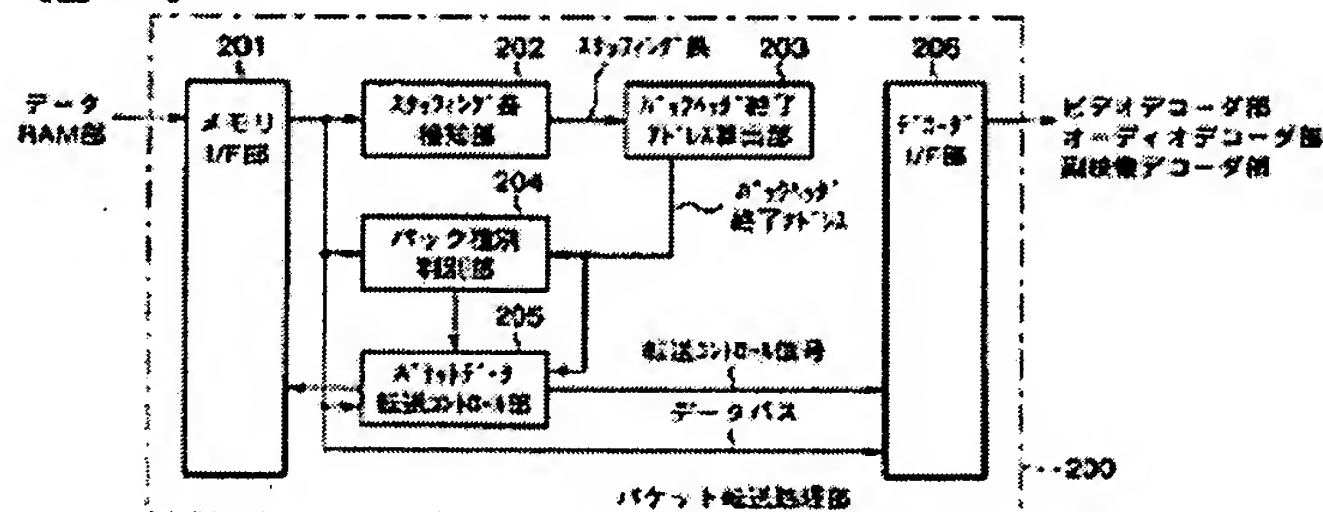 201
202
スタッフィング長
203
206
データ
RAM部
メモリ
I/F部
スタッフィング長
検知部
パックヘッダ終了
アドレス算出部
デコーダ
I/F部
ビデオデコーダ部
オーディオデコーダ部
副映像デコーダ部
204
パックヘッダ
終了アドレス
パック種別
判別部
205
転送コントロール信号
パケットデータ
転送コントロール部
データバス
200
パケット転送処理部